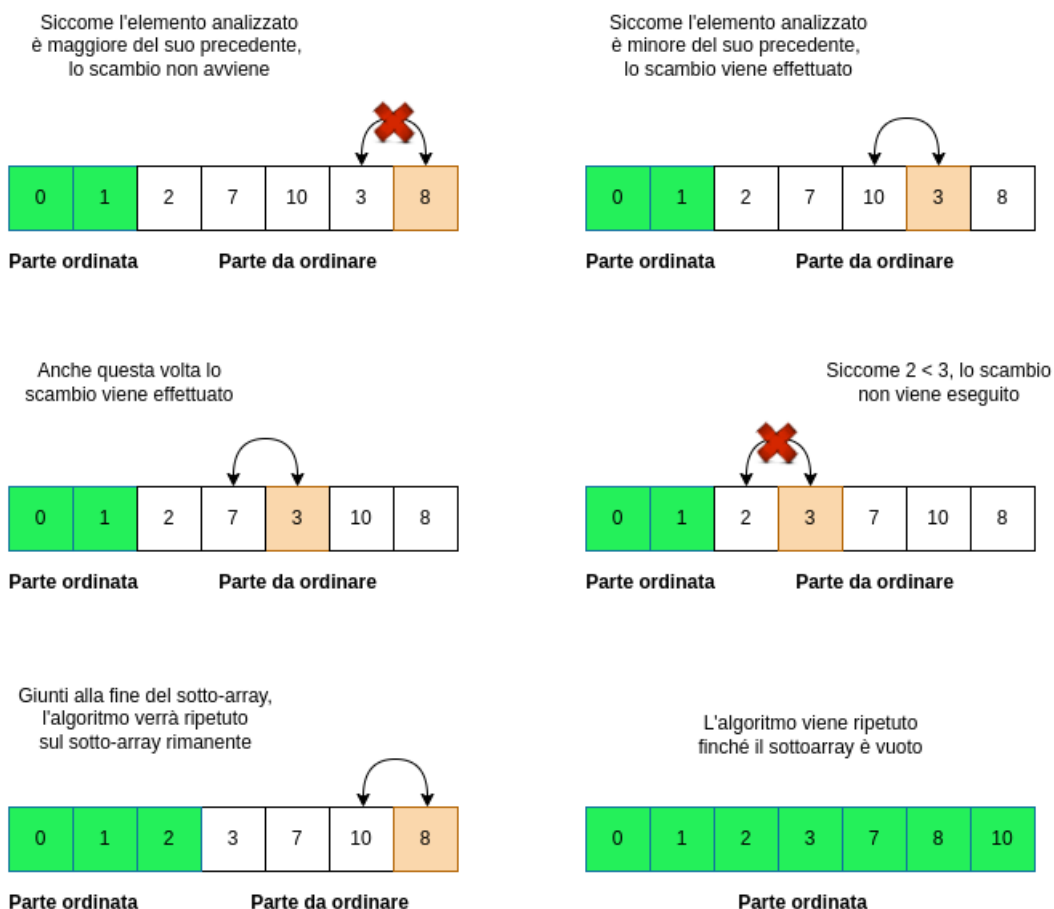 Siccome l'elemento analizzato
è maggiore del suo precedente,
lo scambio non avviene
0 1 2 7 10 3 8
Parte ordinata Parte da ordinare
Siccome l'elemento analizzato
è minore del suo precedente,
lo scambio viene effettuato
0 1 2 7 10 3 8
Parte ordinata Parte da ordinare
Anche questa volta lo
scambio viene effettuato
0 1 2 7 3 10 8
Parte ordinata Parte da ordinare
Siccome 2 < 3, lo scambio
non viene eseguito
0 1 2 3 7 10 8
Parte ordinata Parte da ordinare
Giunti alla fine del sotto-array,
l'algoritmo verrà ripetuto
sul sotto-array rimanente
0 1 2 3 7 10 8
Parte ordinata Parte da ordinare
L'algoritmo viene ripetuto
finché il sottoarray è vuoto
0 1 2 3 7 8 10
Parte ordinata